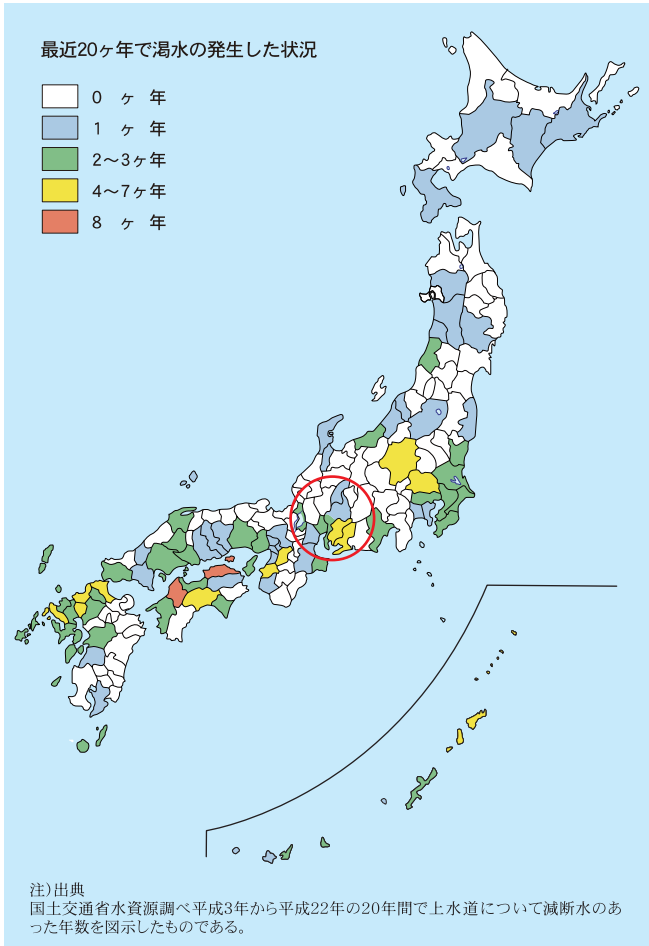 最近20ヶ年で渇水の発生した状況
0 ヶ 年
1 ヶ 年
2〜3ヶ年
4〜7ヶ年
8 ヶ 年
注)出典
国土交通省水資源調べ平成3年から平成22年の20年間で上水道について減断水のあ
った年数を図示したものである。